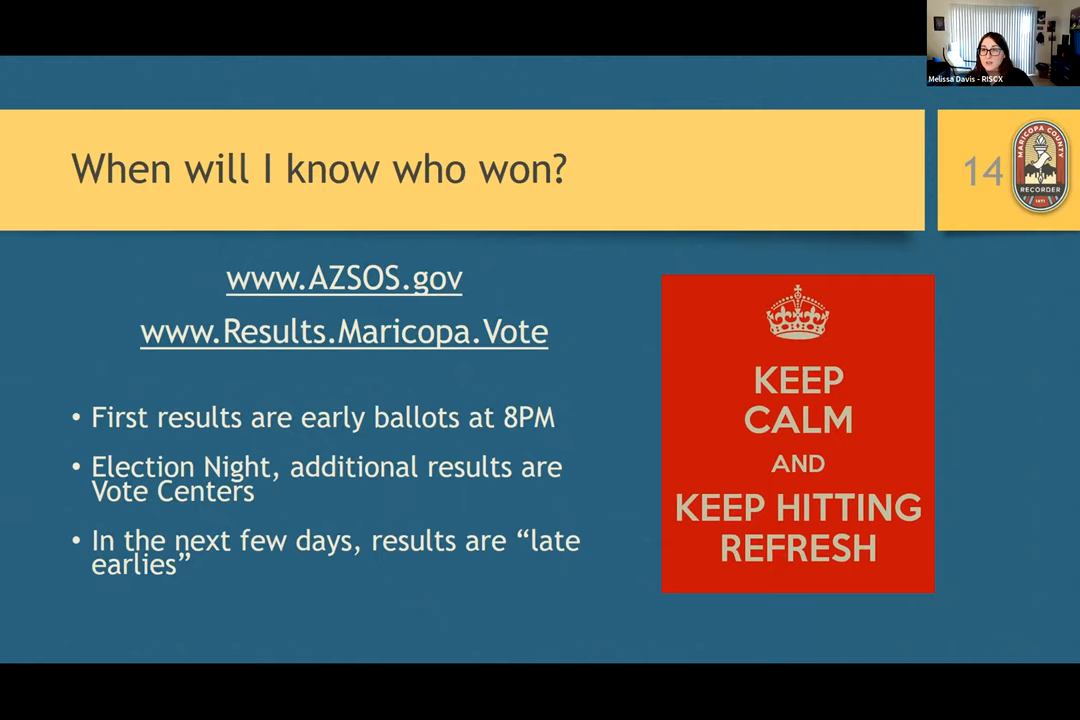 Melissa Davis - RISCX
When will I know who won?
14
MARICOPA COUNTY
RECORDER
1871
www.AZSOS.gov
www.Results.Maricopa.Vote
• First results are early ballots at 8PM
• Election Night, additional results are
Vote Centers
• In the next few days, results are “late
earlies”
KEEP
CALM
AND
KEEP HITTING
REFRESH